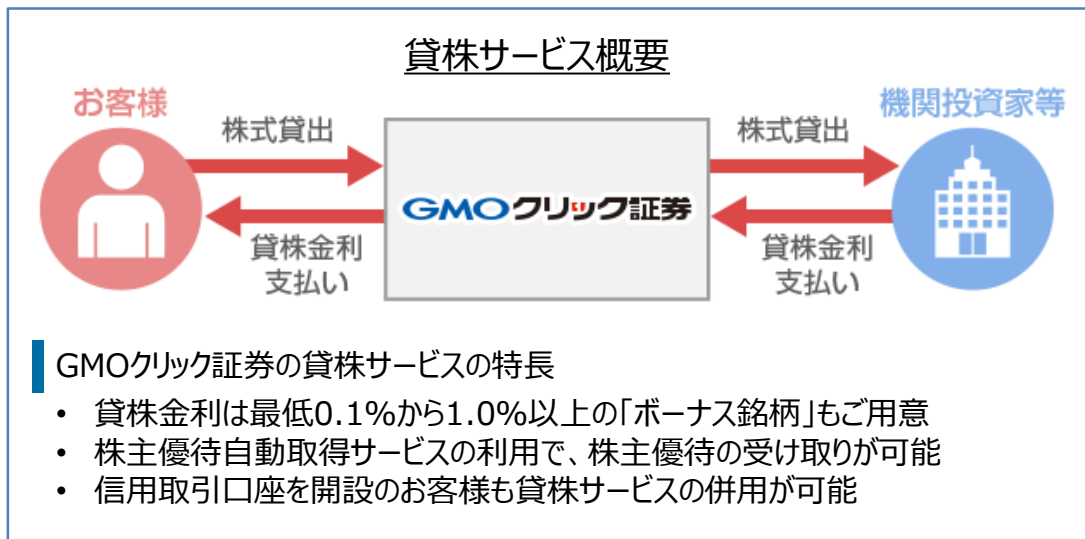 貸株サービス概要
お客様
機関投資家等
株式貸出
株式貸出
GMOクリック証券
貸株金利
支払い
貸株金利
支払い
GMOクリック証券の貸株サービスの特長
• 貸株金利は最低0.1%から1.0%以上の「ボーナス銘柄」もご用意
• 株主優待自動取得サービスの利用で、株主優待の受け取りが可能
• 信用取引口座を開設のお客様も貸株サービスの併用が可能